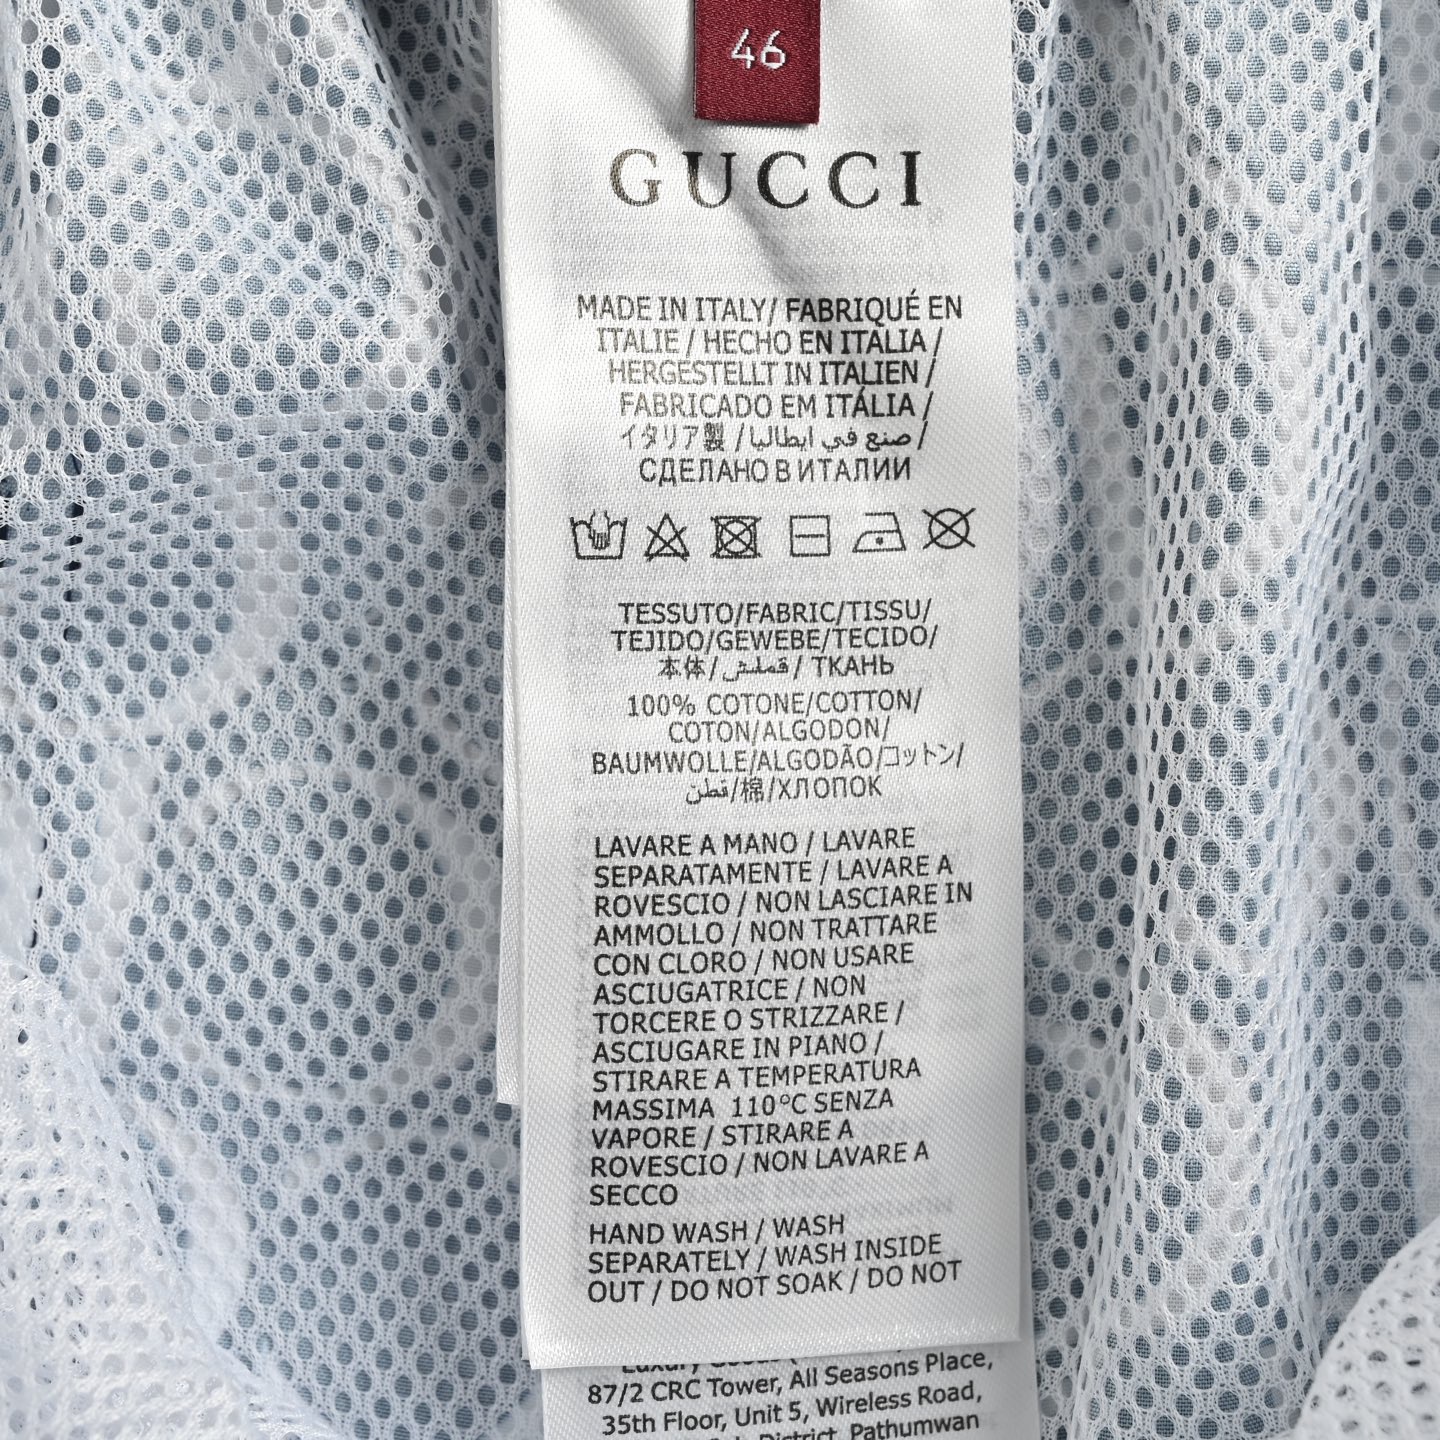 46
GUCCI
MADE IN ITALY/ FABRIQUÉ EN
ITALIE / HECHO EN ITALIA /
HERGESTELLT IN ITALIEN /
FABRICADO EM ITÁLIA /
イタリア製 / صنع في ايطاليا /
СДЕЛАНО В ИТАЛИИ
TESSUTO/FABRIC/TISSU/
TEJIDO/GEWEBE/TECIDO/
本体/قملش/ ТКАНЬ
100% COTONE/COTTON/
COTON/ALGODON/
BAUMWOLLE/ALGODÃO/コットン/
قطن/棉/ХЛОПОК
LAVARE A MANO / LAVARE
SEPARATAMENTE / LAVARE A
ROVESCIO / NON LASCIARE IN
AMMOLLO / NON TRATTARE
CON CLORO / NON USARE
ASCIUGATRICE / NON
TORCERE O STRIZZARE /
ASCIUGARE IN PIANO /
STIRARE A TEMPERATURA
MASSIMA 110°C SENZA
VAPORE / STIRARE A
ROVESCIO / NON LAVARE A
SECCO
HAND WASH / WASH
SEPARATELY / WASH INSIDE
OUT / DO NOT SOAK / DO NOT
Luxury Goods
87/2 CRC Tower, All Seasons Place,
35th Floor, Unit 5, Wireless Road,
District, Pathumwan